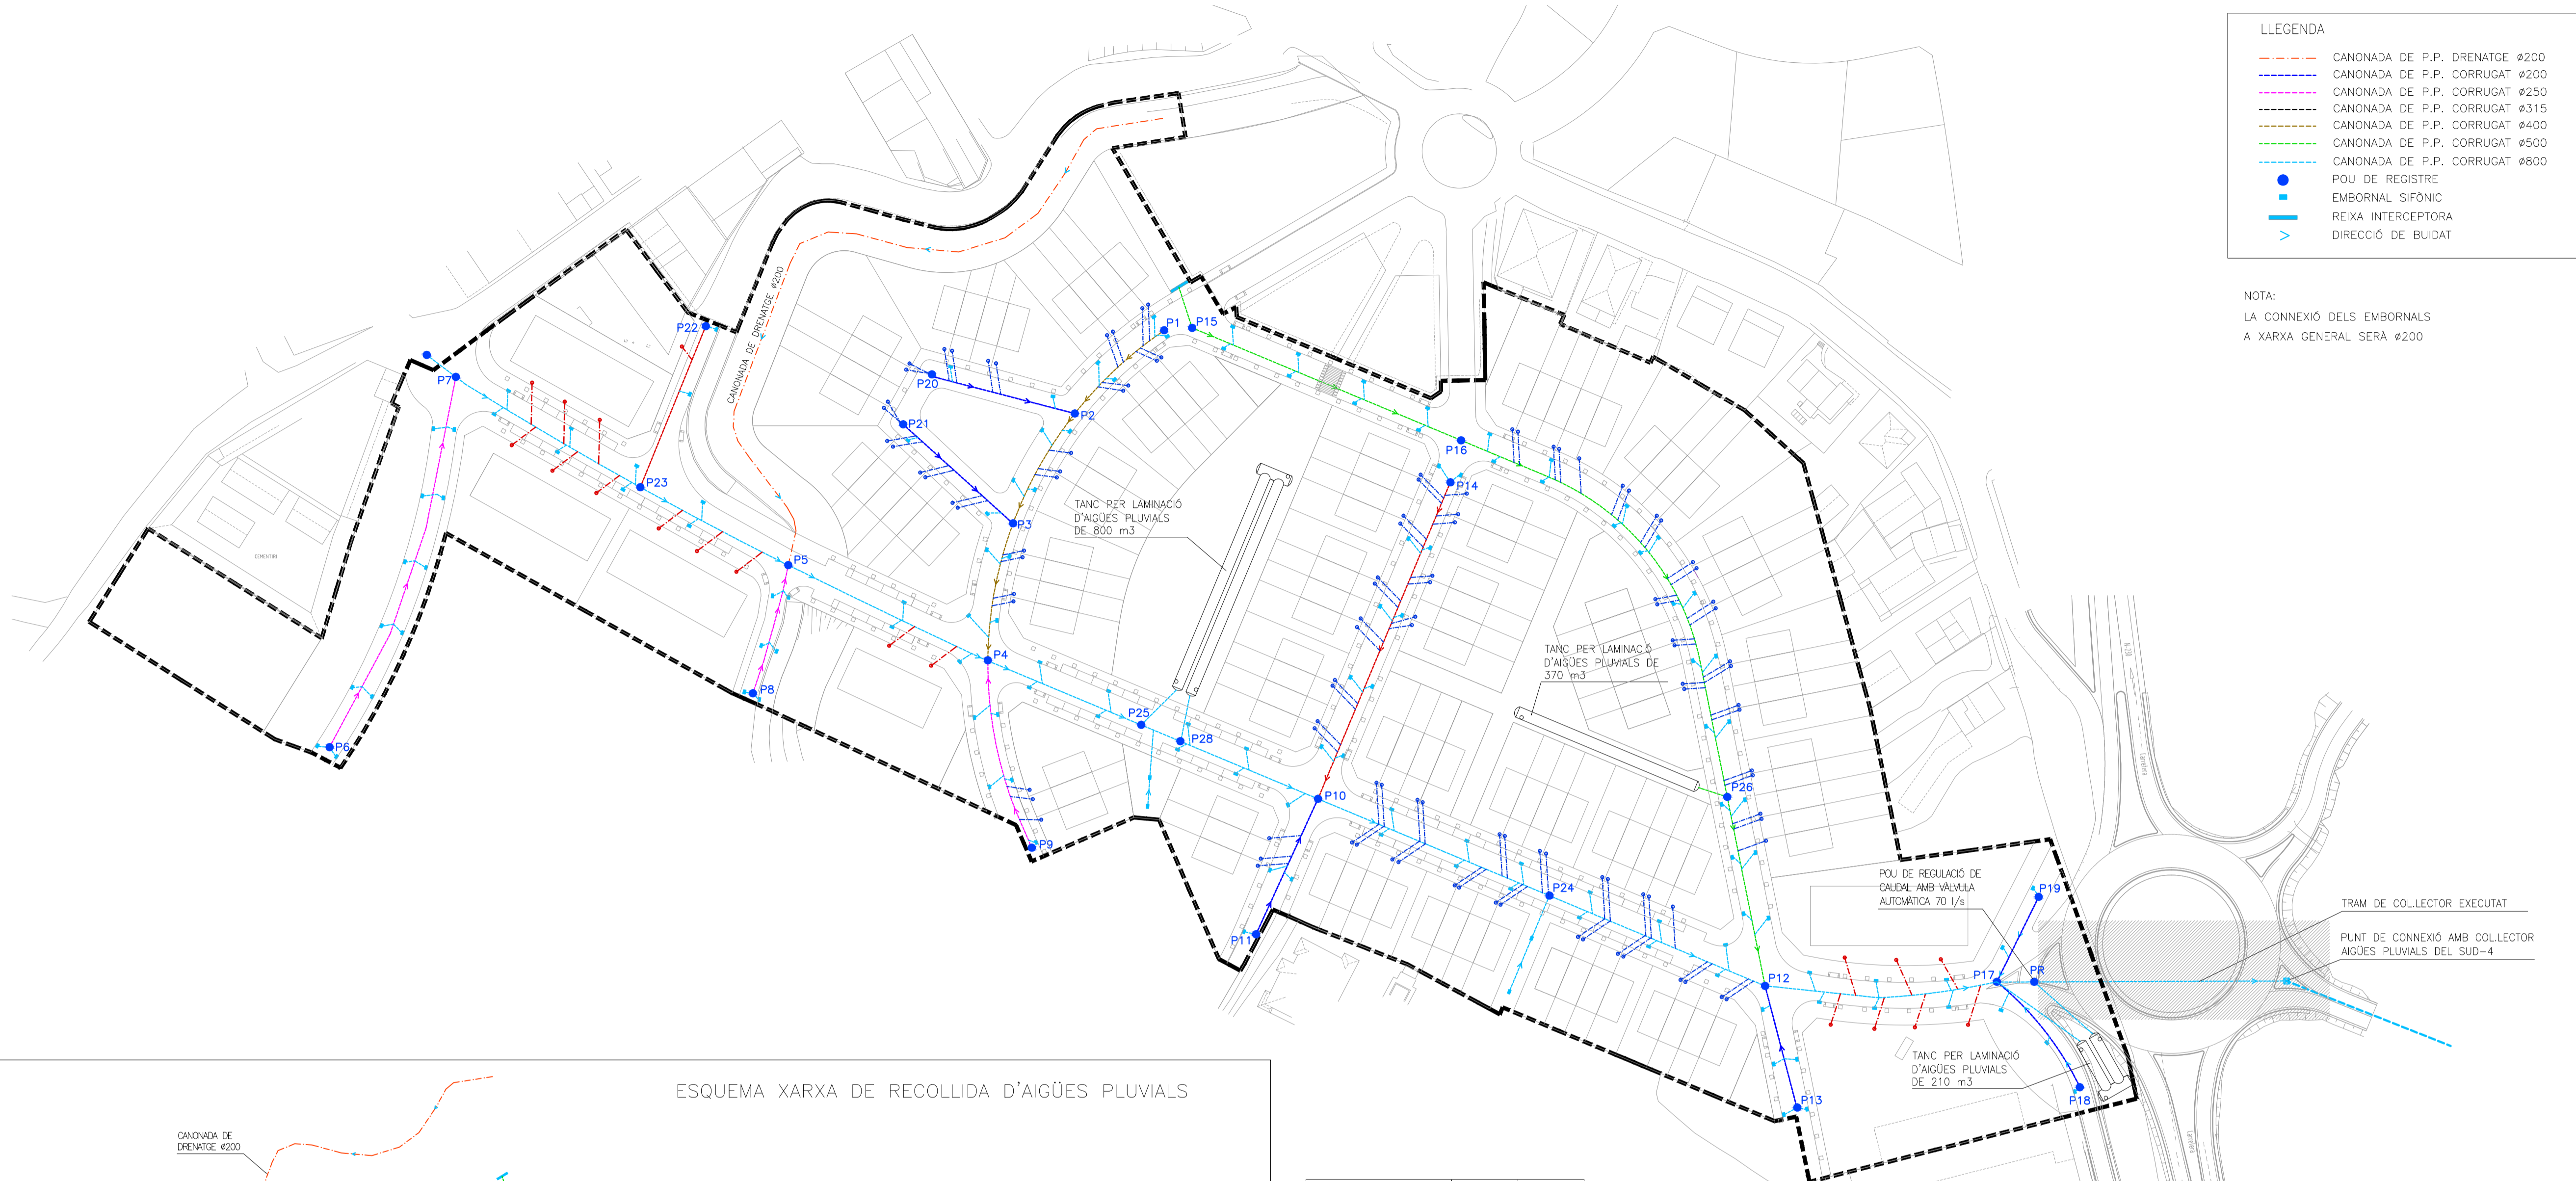 LLEGENDA
CANONADA DE P.P. DRENATGE ø200
CANONADA DE P.P. CORRUGAT ø200
CANONADA DE P.P. CORRUGAT ø250
CANONADA DE P.P. CORRUGAT ø315
CANONADA DE P.P. CORRUGAT ø400
CANONADA DE P.P. CORRUGAT ø500
CANONADA DE P.P. CORRUGAT ø800
POU DE REGISTRE
EMBORNAL SIFÒNIC
REIXA INTERCEPTORA
DIRECCIÓ DE BUIDAT
NOTA:
LA CONNEXIÓ DELS EMBORNALS
A XARXA GENERAL SERÀ ø200
CANONADA DE DRENATGE ø200
P22
P15
P1
P7
P20
P2
P21
P16
P14
P23
P3
TANC PER LAMINACIÓ
D'AIGÜES PLUVIALS
DE 800 m3
CEMENTIRI
P5
P4
TANC PER LAMINACIÓ
D'AIGÜES PLUVIALS DE
370 m3
P8
P25
P28
P6
P26
P10
P9
P24
P11
POU DE REGULACIÓ DE
CAUDAL AMB VÀLVULA
AUTOMÀTICA 70 l/s
P19
TRAM DE COL.LECTOR EXECUTAT
PUNT DE CONNEXIÓ AMB COL.LECTOR
AIGÜES PLUVIALS DEL SUD-4
P12
P17
PR
TANC PER LAMINACIÓ
D'AIGÜES PLUVIALS
DE 210 m3
P13
P18
ESQUEMA XARXA DE RECOLLIDA D'AIGÜES PLUVIALS
CANONADA DE
DRENATGE ø200